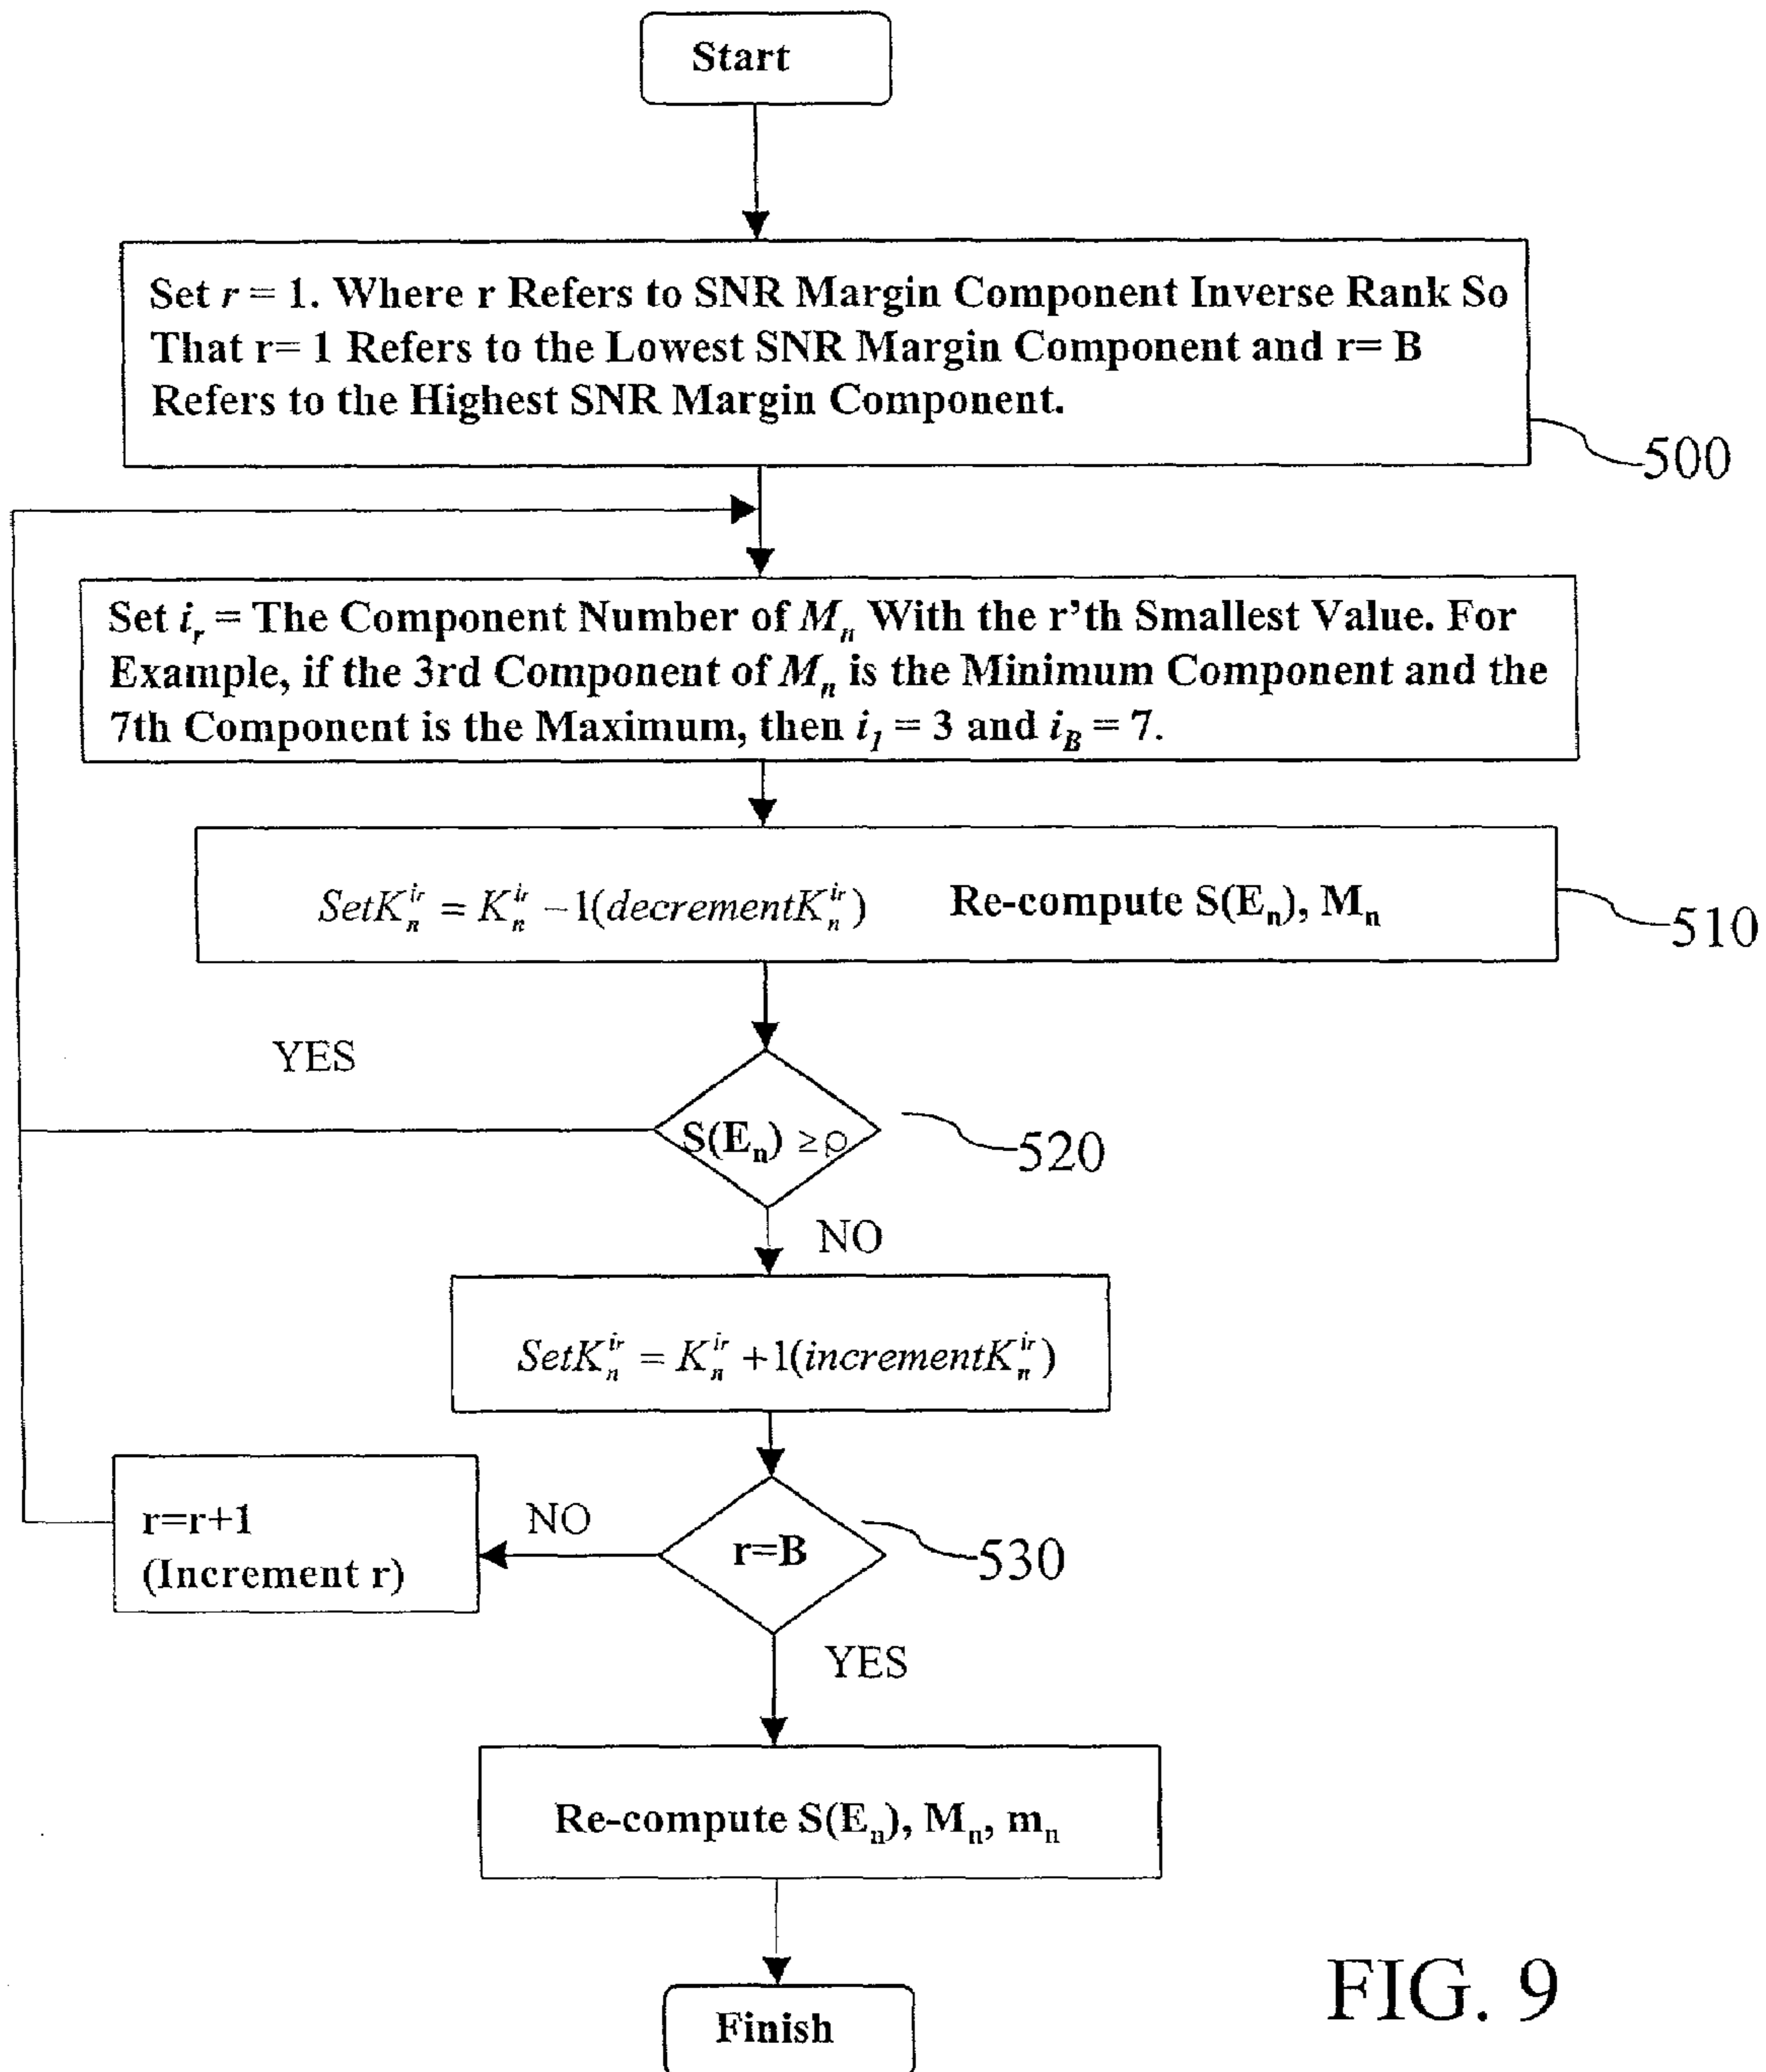 Start
Set r = 1. Where r Refers to SNR Margin Component Inverse Rank So
That r= 1 Refers to the Lowest SNR Margin Component and r= B
Refers to the Highest SNR Margin Component.
500
Set i_r = The Component Number of M_n With the r'th Smallest Value. For
Example, if the 3rd Component of M_n is the Minimum Component and the
7th Component is the Maximum, then i_1 = 3 and i_B = 7.
SetK_n^{ir} = K_n^{ir} −1(decrementK_n^{ir}) Re-compute S(E_n), M_n
510
YES
S(E_n) ≥ρ
520
NO
SetK_n^{ir} = K_n^{ir} +1(incrementK_n^{ir})
r=r+1
(Increment r)
NO
r=B
530
YES
Re-compute S(E_n), M_n, m_n
Finish
FIG. 9